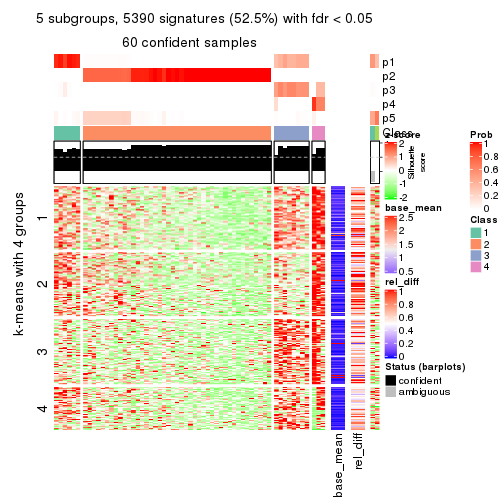 5 subgroups, 5390 signatures (52.5%) with fdr < 0.05
60 confident samples
p1
p2
p3
p4
p5
Class
z-score
2
1
0
-1
-2
Silhouette
score
Prob
1
0.8
0.6
0.4
0.2
0
Class
1
2
3
4
base_mean
2.5
2
1.5
1
0.5
rel_diff
1
0.8
0.6
0.4
0.2
0
Status (barplots)
confident
ambiguous
k-means with 4 groups
1
2
3
4
base_mean
rel_diff